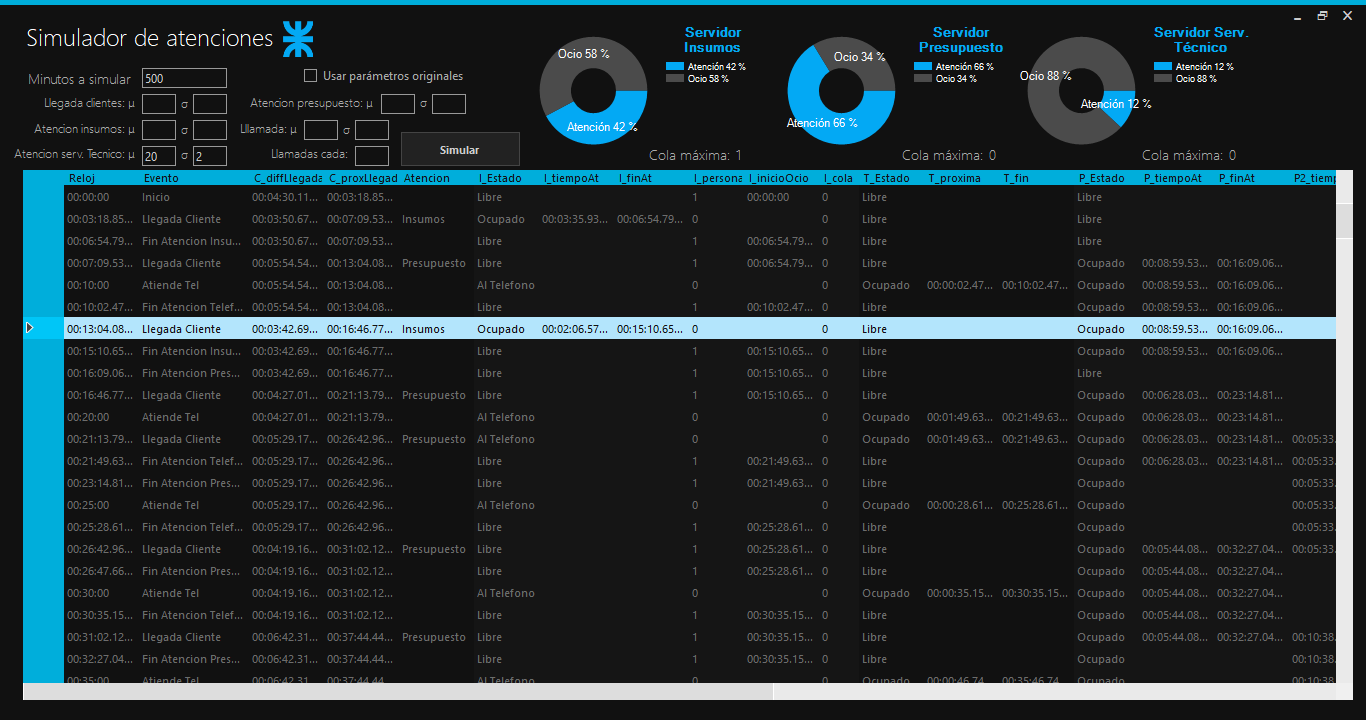 Simulador de atenciones
Minutos a simular 500
Usar parámetros originales
Llegada clientes: μ σ
Atencion presupuesto: μ σ
Atencion insumos: μ σ
Llamada: μ σ
Atencion serv. Tecnico: μ 20 σ 2
Llamadas cada:
Simular
Servidor
Insumos
Atención 42 %
Ocio 58 %
Ocio 58 %
Atención 42 %
Cola máxima: 1
Servidor
Presupuesto
Atención 66 %
Ocio 34 %
Ocio 34 %
Atención 66 %
Cola máxima: 0
Servidor Serv.
Técnico
Atención 12 %
Ocio 88 %
Ocio 88 %
Atención 12 %
Cola máxima: 0
Reloj Evento C_diffLlegada C_proxLlegad Atencion I_Estado I_tiempoAt I_finAt I_persona I_inicioOcio I_cola T_Estado T_proxima T_fin P_Estado P_tiempoAt P_finAt P2_tiemp
00:00:00 Inicio 00:04:30.11... 00:03:18.85... Libre 1 00:00:00 0 Libre Libre
00:03:18.85... Llegada Cliente 00:03:50.67... 00:07:09.53... Insumos Ocupado 00:03:35.93... 00:06:54.79... 0 0 Libre Libre
00:06:54.79... Fin Atencion Insu... 00:03:50.67... 00:07:09.53... Libre 1 00:06:54.79... 0 Libre Libre
00:07:09.53... Llegada Cliente 00:05:54.54... 00:13:04.08... Presupuesto Libre 1 00:06:54.79... 0 Libre Ocupado 00:08:59.53... 00:16:09.06...
00:10:00 Atiende Tel 00:05:54.54... 00:13:04.08... Al Telefono 0 0 Ocupado 00:00:02.47... 00:10:02.47... Ocupado 00:08:59.53... 00:16:09.06...
00:10:02.47... Fin Atencion Telef... 00:05:54.54... 00:13:04.08... Libre 1 00:10:02.47... 0 Libre Ocupado 00:08:59.53... 00:16:09.06...
00:13:04.08... Llegada Cliente 00:03:42.69... 00:16:46.77... Insumos Ocupado 00:02:06.57... 00:15:10.65... 0 0 Libre Ocupado 00:08:59.53... 00:16:09.06...
00:15:10.65... Fin Atencion Insu... 00:03:42.69... 00:16:46.77... Libre 1 00:15:10.65... 0 Libre Ocupado 00:08:59.53... 00:16:09.06...
00:16:09.06... Fin Atencion Pres... 00:03:42.69... 00:16:46.77... Libre 1 00:15:10.65... 0 Libre Libre
00:16:46.77... Llegada Cliente 00:04:27.01... 00:21:13.79... Presupuesto Libre 1 00:15:10.65... 0 Libre Ocupado 00:06:28.03... 00:23:14.81...
00:20:00 Atiende Tel 00:04:27.01... 00:21:13.79... Al Telefono 0 0 Ocupado 00:01:49.63... 00:21:49.63... Ocupado 00:06:28.03... 00:23:14.81...
00:21:13.79... Llegada Cliente 00:05:29.17... 00:26:42.96... Presupuesto Al Telefono 0 0 Ocupado 00:01:49.63... 00:21:49.63... Ocupado 00:06:28.03... 00:23:14.81... 00:05:33
00:21:49.63... Fin Atencion Telef... 00:05:29.17... 00:26:42.96... Libre 1 00:21:49.63... 0 Libre Ocupado 00:06:28.03... 00:23:14.81... 00:05:33.
00:23:14.81... Fin Atencion Pres... 00:05:29.17... 00:26:42.96... Libre 1 00:21:49.63... 0 Libre Ocupado 00:05:33.
00:25:00 Atiende Tel 00:05:29.17... 00:26:42.96... Al Telefono 0 0 Ocupado 00:00:28.61... 00:25:28.61... Ocupado 00:05:33.
00:25:28.61... Fin Atencion Telef... 00:05:29.17... 00:26:42.96... Libre 1 00:25:28.61... 0 Libre Ocupado 00:05:33.
00:26:42.96... Llegada Cliente 00:04:19.16... 00:31:02.12... Presupuesto Libre 1 00:25:28.61... 0 Libre Ocupado 00:05:44.08... 00:32:27.04... 00:05:33.
00:26:47.66... Fin Atencion Pres... 00:04:19.16... 00:31:02.12... Libre 1 00:25:28.61... 0 Libre Ocupado 00:05:44.08... 00:32:27.04...
00:30:00 Atiende Tel 00:04:19.16... 00:31:02.12... Al Telefono 0 0 Ocupado 00:00:35.15... 00:30:35.15... Ocupado 00:05:44.08... 00:32:27.04...
00:30:35.15... Fin Atencion Telef... 00:04:19.16... 00:31:02.12... Libre 1 00:30:35.15... 0 Libre Ocupado 00:05:44.08... 00:32:27.04...
00:31:02.12... Llegada Cliente 00:06:42.31... 00:37:44.44... Presupuesto Libre 1 00:30:35.15... 0 Libre Ocupado 00:05:44.08... 00:32:27.04... 00:10:38.
00:32:27.04... Fin Atencion Pres... 00:06:42.31... 00:37:44.44... Libre 1 00:30:35.15... 0 Libre Ocupado 00:10:38.
00:35:00 Atiende Tel 00:06:42.31... 00:37:44.44... Al Telefono 0 0 Ocupado 00:00:46.74... 00:35:46.74... Ocupado 00:10:38.